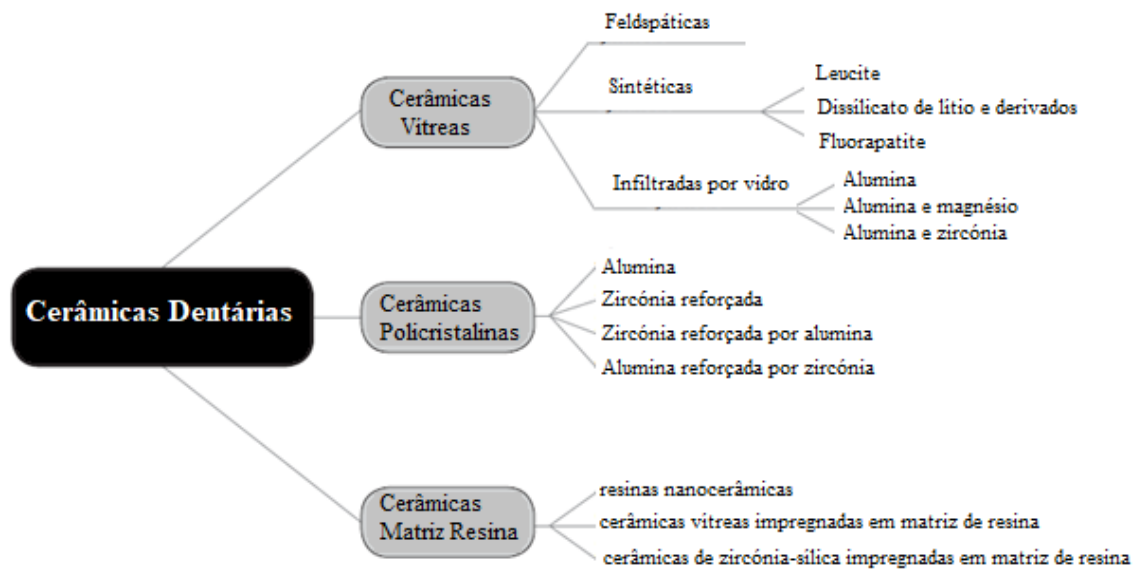 Cerâmicas Dentárias
Cerâmicas
Vítreas
Feldspáticas
Sintéticas
Leucite
Dissilicato de lítio e derivados
Fluorapatite
Infiltradas por vidro
Alumina
Alumina e magnésio
Alumina e zircónia
Cerâmicas
Policristalinas
Alumina
Zircónia reforçada
Zircónia reforçada por alumina
Alumina reforçada por zircónia
Cerâmicas
Matriz Resina
resinas nanocerâmicas
cerâmicas vítreas impregnadas em matriz de resina
cerâmicas de zircónia-sílica impregnadas em matriz de resina